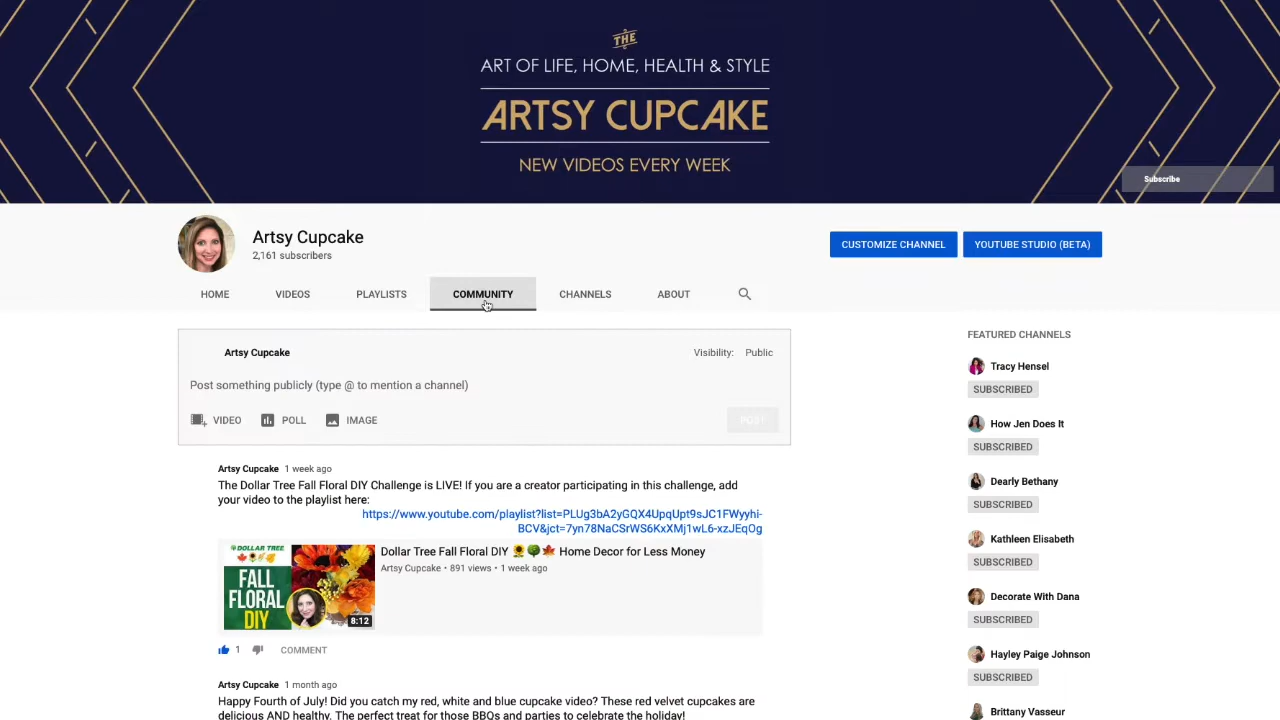 THE
ART OF LIFE, HOME, HEALTH & STYLE
ARTSY CUPCAKE
NEW VIDEOS EVERY WEEK
Subscribe
Artsy Cupcake
2,161 subscribers
CUSTOMIZE CHANNEL
YOUTUBE STUDIO (BETA)
HOME VIDEOS PLAYLISTS COMMUNITY CHANNELS ABOUT
Artsy Cupcake
Visibility: Public
Post something publicly (type @ to mention a channel)
VIDEO POLL IMAGE
POST
Artsy Cupcake 1 week ago
The Dollar Tree Fall Floral DIY Challenge is LIVE! If you are a creator participating in this challenge, add
your video to the playlist here:
https://www.youtube.com/playlist?list=PLUg3bA2yGQX4UpqUpt9sJC1FWyyhi-
BCV&jct=7yn78NaCSrWS6KxXMj1wL6-xzJEqOg
DOLLAR TREE
FALL
FLORAL
DIY
8:12
Dollar Tree Fall Floral DIY 🌻🌳🍁 Home Decor for Less Money
Artsy Cupcake • 891 views • 1 week ago
1 COMMENT
Artsy Cupcake 1 month ago
Happy Fourth of July! Did you catch my red, white and blue cupcake video? These red velvet cupcakes are
delicious AND healthy. The perfect treat for those BBQs and parties to celebrate the holiday!
FEATURED CHANNELS
Tracy Hensel
SUBSCRIBED
How Jen Does It
SUBSCRIBED
Dearly Bethany
SUBSCRIBED
Kathleen Elisabeth
SUBSCRIBED
Decorate With Dana
SUBSCRIBED
Hayley Paige Johnson
SUBSCRIBED
Brittany Vasseur